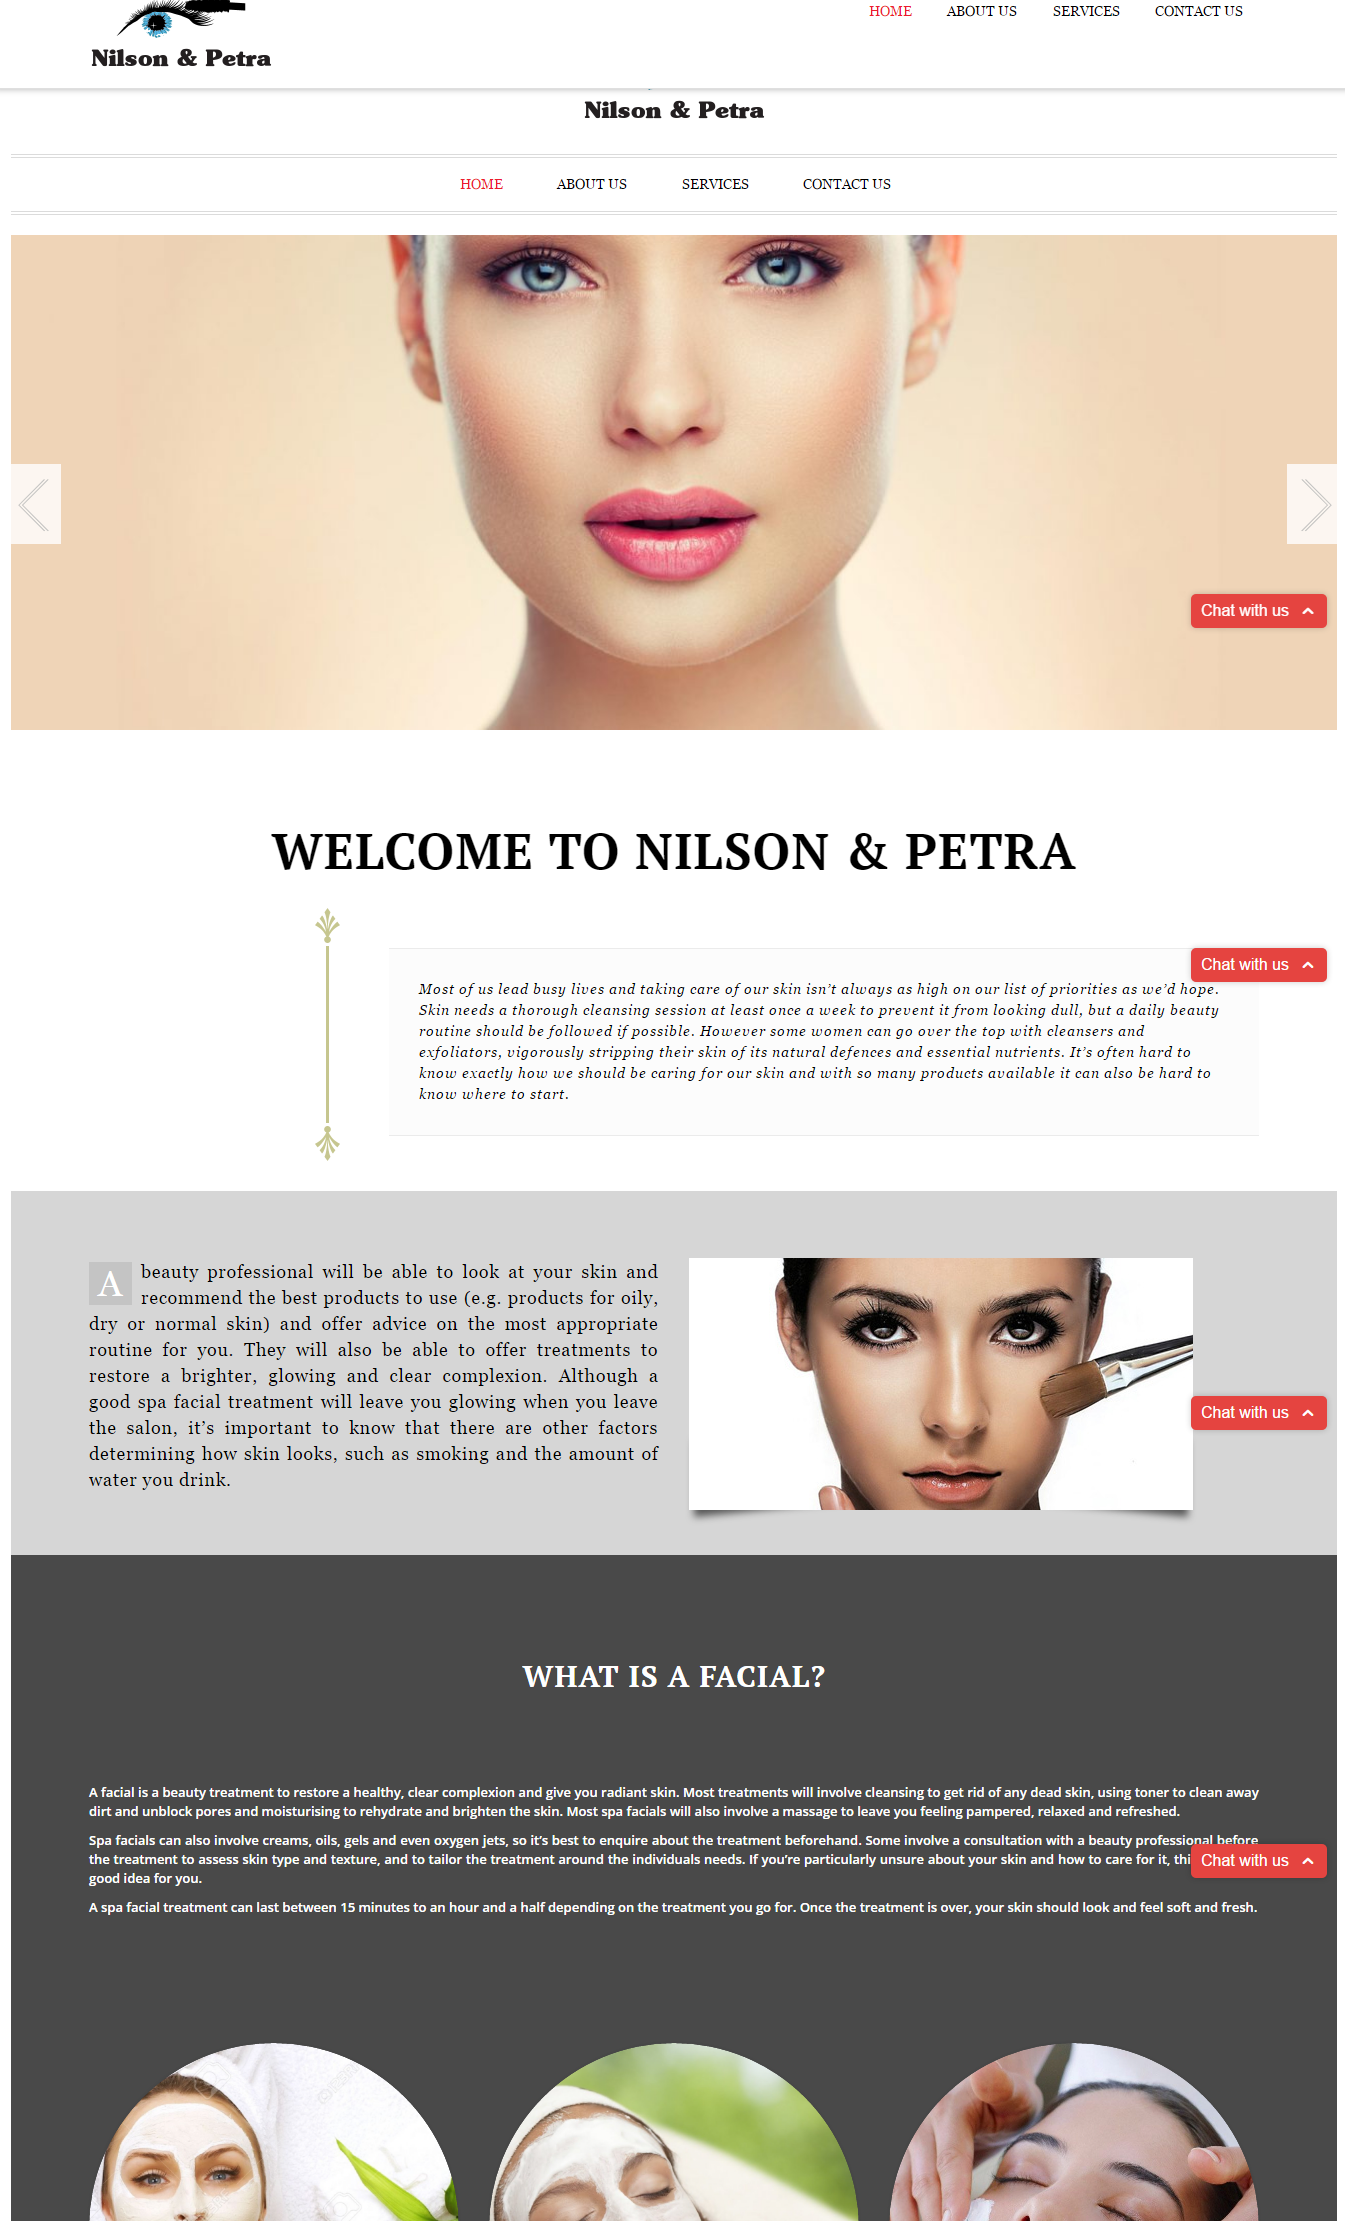 HOME ABOUT US SERVICES CONTACT US
Nilson & Petra
Nilson & Petra
HOME ABOUT US SERVICES CONTACT US
Chat with us
WELCOME TO NILSON & PETRA
Chat with us
Most of us lead busy lives and taking care of our skin isn’t always as high on our list of priorities as we’d hope.
Skin needs a thorough cleansing session at least once a week to prevent it from looking dull, but a daily beauty
routine should be followed if possible. However some women can go over the top with cleansers and
exfoliators, vigorously stripping their skin of its natural defences and essential nutrients. It’s often hard to
know exactly how we should be caring for our skin and with so many products available it can also be hard to
know where to start.
A beauty professional will be able to look at your skin and
recommend the best products to use (e.g. products for oily,
dry or normal skin) and offer advice on the most appropriate
routine for you. They will also be able to offer treatments to
restore a brighter, glowing and clear complexion. Although a
good spa facial treatment will leave you glowing when you leave
the salon, it’s important to know that there are other factors
determining how skin looks, such as smoking and the amount of
water you drink.
Chat with us
WHAT IS A FACIAL?
A facial is a beauty treatment to restore a healthy, clear complexion and give you radiant skin. Most treatments will involve cleansing to get rid of any dead skin, using toner to clean away
dirt and unblock pores and moisturising to rehydrate and brighten the skin. Most spa facials will also involve a massage to leave you feeling pampered, relaxed and refreshed.
Spa facials can also involve creams, oils, gels and even oxygen jets, so it’s best to enquire about the treatment beforehand. Some involve a consultation with a beauty professional before
the treatment to assess skin type and texture, and to tailor the treatment around the individuals needs. If you’re particularly unsure about your skin and how to care for it,
Chat with us
good idea for you.
A spa facial treatment can last between 15 minutes to an hour and a half depending on the treatment you go for. Once the treatment is over, your skin should look and feel soft and fresh.